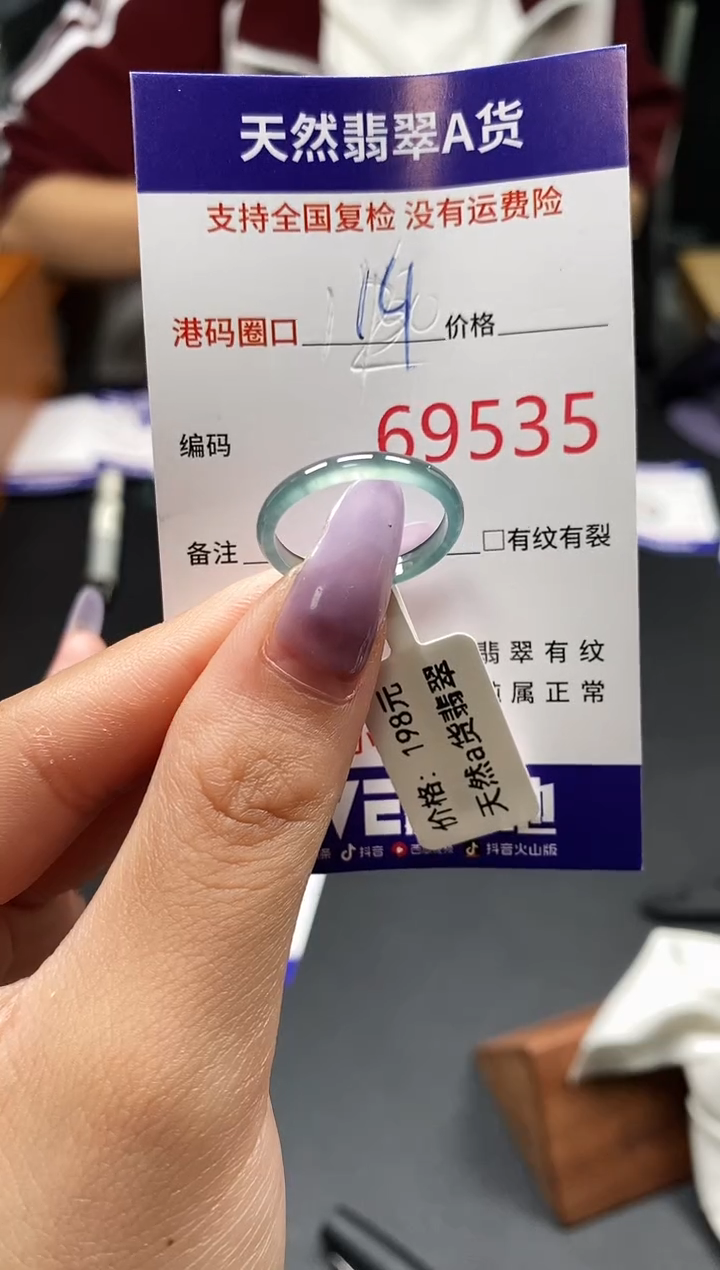 天然翡翠A货
支持全国复检 没有运费险
港码圈口 14 价格
编码 69535
备注 □有纹有裂
翡翠有纹
属正常
价格：198元
天然a货翡翠
抖音 抖音火山版